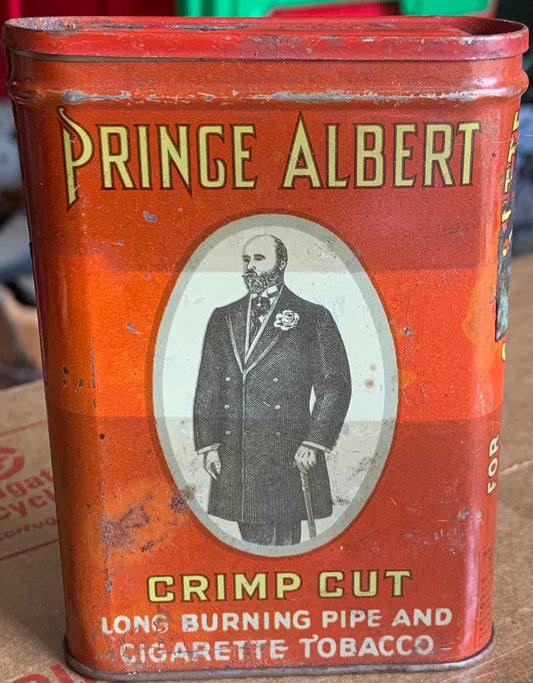 PRINCE ALBERT
CRIMP CUT
LONG BURNING PIPE AND
CIGARETTE TOBACCO
FOR